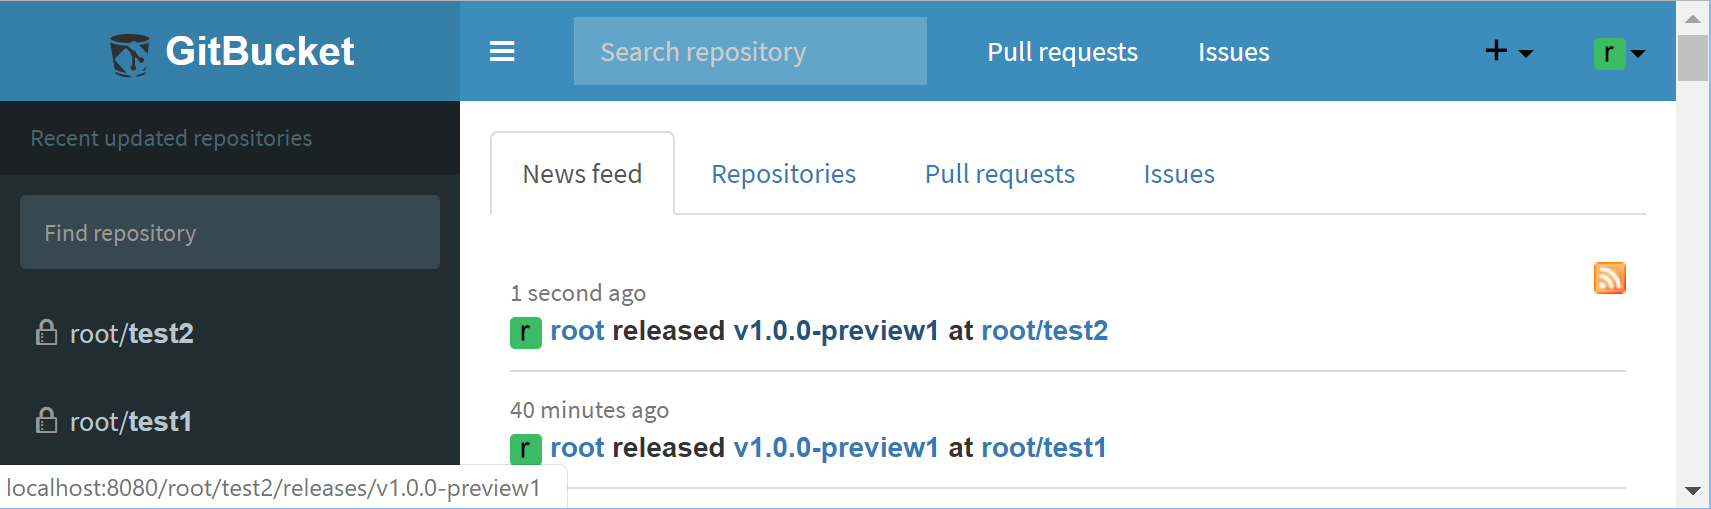 GitBucket
Search repository
Pull requests
Issues
r
Recent updated repositories
Find repository
root/test2
root/test1
News feed
Repositories
Pull requests
Issues
1 second ago
r root released v1.0.0-preview1 at root/test2
40 minutes ago
r root released v1.0.0-preview1 at root/test1
localhost:8080/root/test2/releases/v1.0.0-preview1